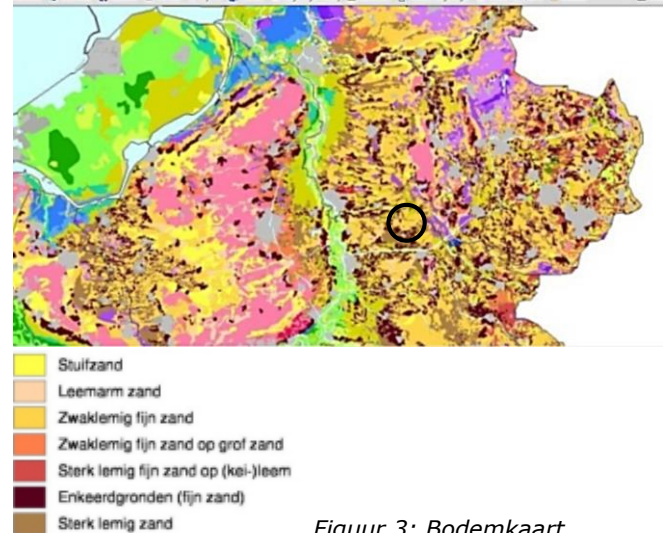 Stuifzand
Leemarm zand
Zwaklemig fijn zand
Zwaklemig fijn zand op grof zand
Sterk lemig fijn zand op (kei-)leem
Enkeerdgronden (fijn zand)
Sterk lemig zand
Figuur 3: Bodemkaart